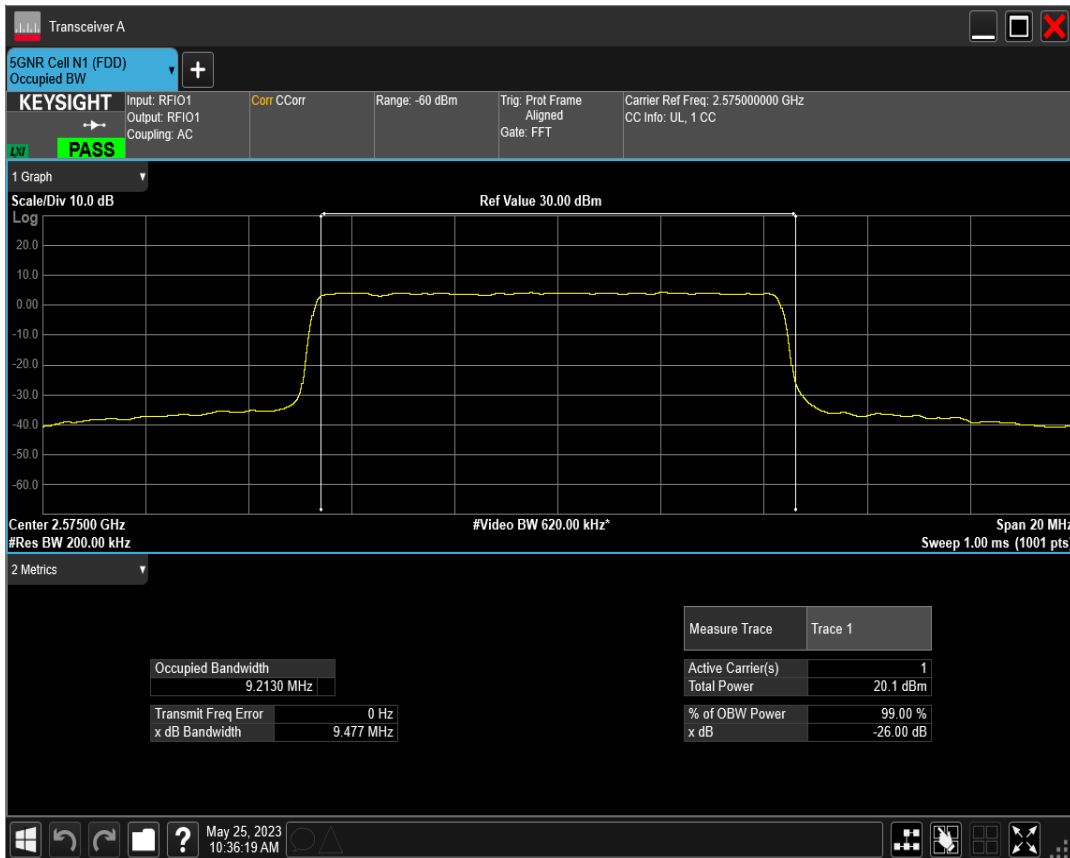 Transceiver A
5GNR Cell N1 (FDD)
Occupied BW
+
KEYSIGHT
LXI
PASS
Input: RFIO1
Output: RFIO1
Coupling: AC
Corr CCorr
Range: -60 dBm
Trig: Prot Frame
Aligned
Gate: FFT
Carrier Ref Freq: 2.575000000 GHz
CC Info: UL, 1 CC
1 Graph
Scale/Div 10.0 dB
Ref Value 30.00 dBm
Log
20.0
10.0
0.00
-10.0
-20.0
-30.0
-40.0
-50.0
-60.0
Center 2.57500 GHz
#Video BW 620.00 kHz*
Span 20 MHz
#Res BW 200.00 kHz
Sweep 1.00 ms (1001 pts)
2 Metrics
Measure Trace Trace 1
Occupied Bandwidth
9.2130 MHz
Transmit Freq Error 0 Hz
x dB Bandwidth 9.477 MHz
Active Carrier(s) 1
Total Power 20.1 dBm
% of OBW Power 99.00 %
x dB -26.00 dB
?
May 25, 2023
10:36:19 AM